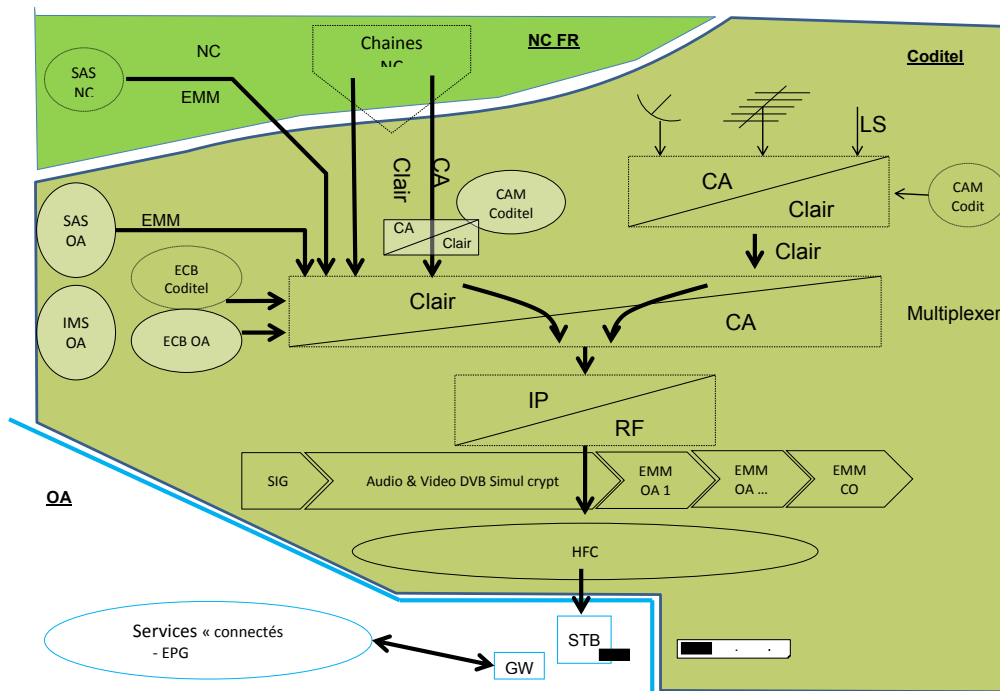 NC FR
Coditel
NC
Chaines
NC
SAS
NC
EMM
LS
Clair
CA
CA
Clair
CAM
Codit
CAM
Coditel
CA
Clair
Clair
SAS
OA
EMM
ECB
Coditel
IMS
OA
ECB OA
Clair
CA
Multiplexer
IP
RF
SIG
Audio & Video DVB Simul crypt
EMM
OA 1
EMM
OA ...
EMM
CO
OA
HFC
Services « connectés
- EPG
STB
GW